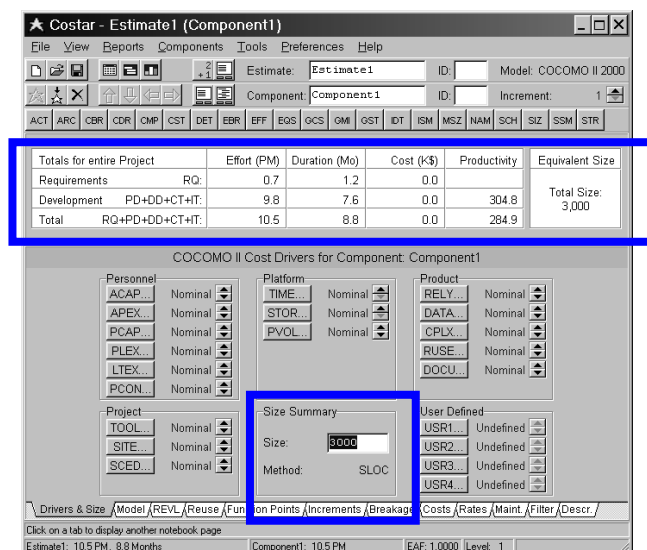 Costar - Estimate1 (Component1)
File View Reports Components Tools Preferences Help
2 +1 Estimate: Estimate1 ID: Model: COCOMO II 2000
Component: Component1 ID: Increment: 1
ACT ARC CBR CDR CMP CST DET EBR EFF EQS GCS GMI GST IDT ISM MSZ NAM SCH SIZ SSM STR
Totals for entire Project Effort (PM) Duration (Mo) Cost (K$) Productivity Equivalent Size
Requirements RQ: 0.7 1.2 0.0
Development PD+DD+CT+IT: 9.8 7.6 0.0 304.8 Total Size:
3,000
Total RQ+PD+DD+CT+IT: 10.5 8.8 0.0 284.9
COCOMO II Cost Drivers for Component: Component1
Personnel Platform Product
ACAP... Nominal TIME... Nominal RELY... Nominal
APEX... Nominal STOR... Nominal DATA... Nominal
PCAP... Nominal PVOL... Nominal CPLX... Nominal
PLEX... Nominal RUSE... Nominal
LTEX... Nominal DOCU... Nominal
PCON... Nominal
Project Size Summary User Defined
TOOL... Nominal USR1... Undefined
SITE... Nominal Size: 3000 USR2... Undefined
SCED... Nominal Method: SLOC USR3... Undefined
USR4... Undefined
Drivers & Size Model REVL Reuse Function Points Increments Breakage Costs Rates Maint. Filter Descr.
Click on a tab to display another notebook page
Estimate1: 10.5 PM, 8.8 Months Component1: 10.5 PM EAF: 1.0000 Level: 1